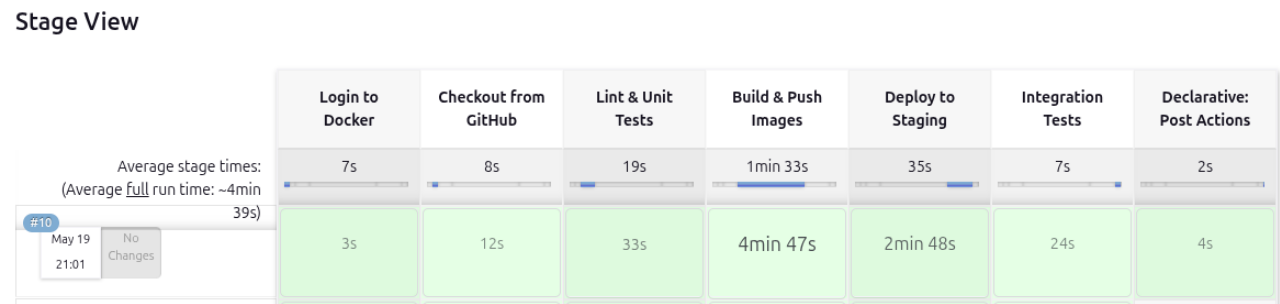 Stage View
Login to
Docker
Checkout from
GitHub
Lint & Unit
Tests
Build & Push
Images
Deploy to
Staging
Integration
Tests
Declarative:
Post Actions
Average stage times:
(Average full run time: ~4min
39s)
7s
8s
19s
1min 33s
35s
7s
2s
#10
May 19
21:01
No
Changes
3s
12s
33s
4min 47s
2min 48s
24s
4s